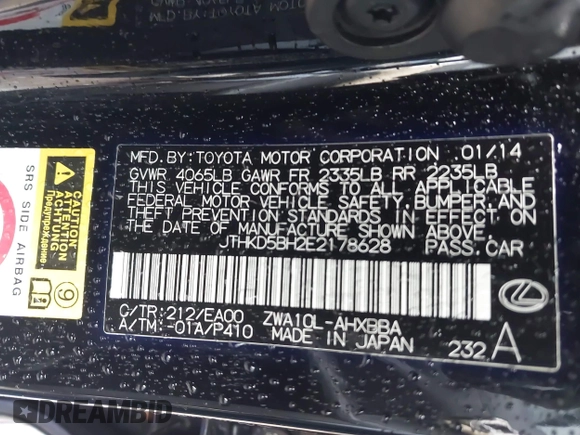 MFD.BY:TOYOTA MOTOR CORPORATION 01/14
GVWR 4065LB GAWR FR 2335LB RR 2235LB
THIS VEHICLE CONFORMS TO ALL APPLICABLE
FEDERAL MOTOR VEHICLE SAFETY,BUMPER,AND
THEFT PREVENTION STANDARDS IN EFFECT ON
THE DATE OF MANUFACTURE SHOWN ABOVE.
JTHKD5BH2E2178628 PASS.CAR
C/TR:212/EA00 ZWA10L-AHXBBA
A/TM:-01A/P410 MADE IN JAPAN 232 A
SRS SIDE AIRBAG
CAUTION
ATTENTION
Предупреждение
9
DREAMBID